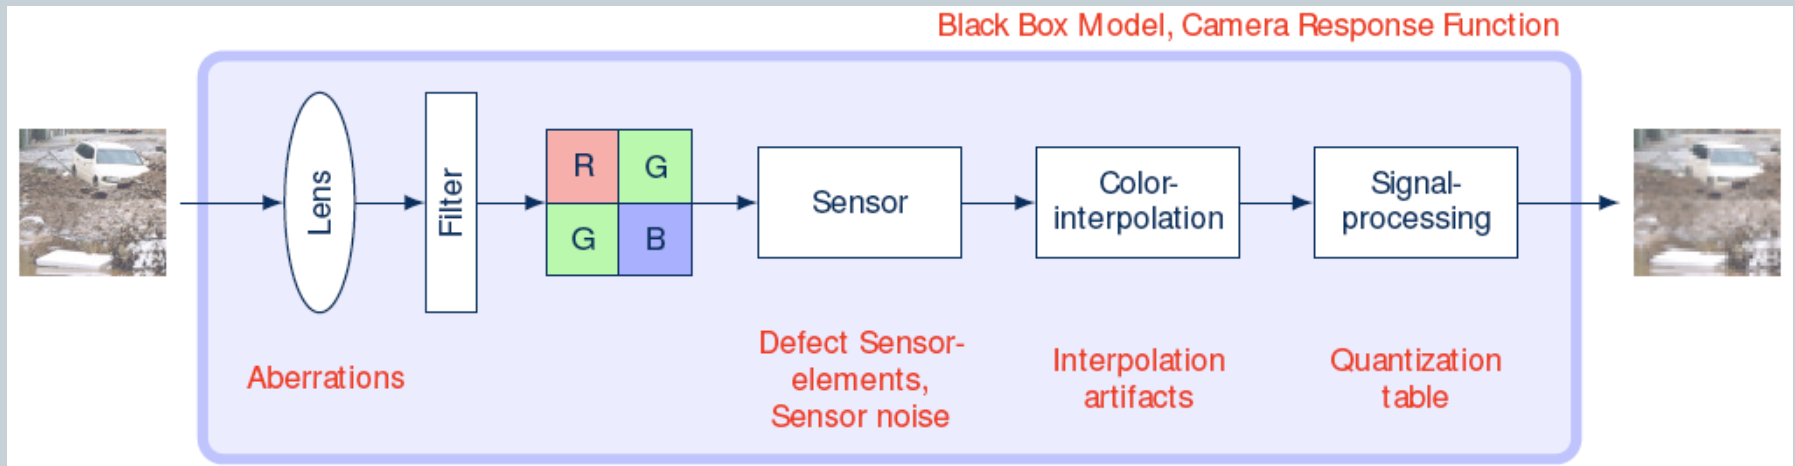 Black Box Model, Camera Response Function
Lens
Filter
R G
G B
Sensor
Color-
interpolation
Signal-
processing
Aberrations
Defect Sensor-
elements,
Sensor noise
Interpolation
artifacts
Quantization
table